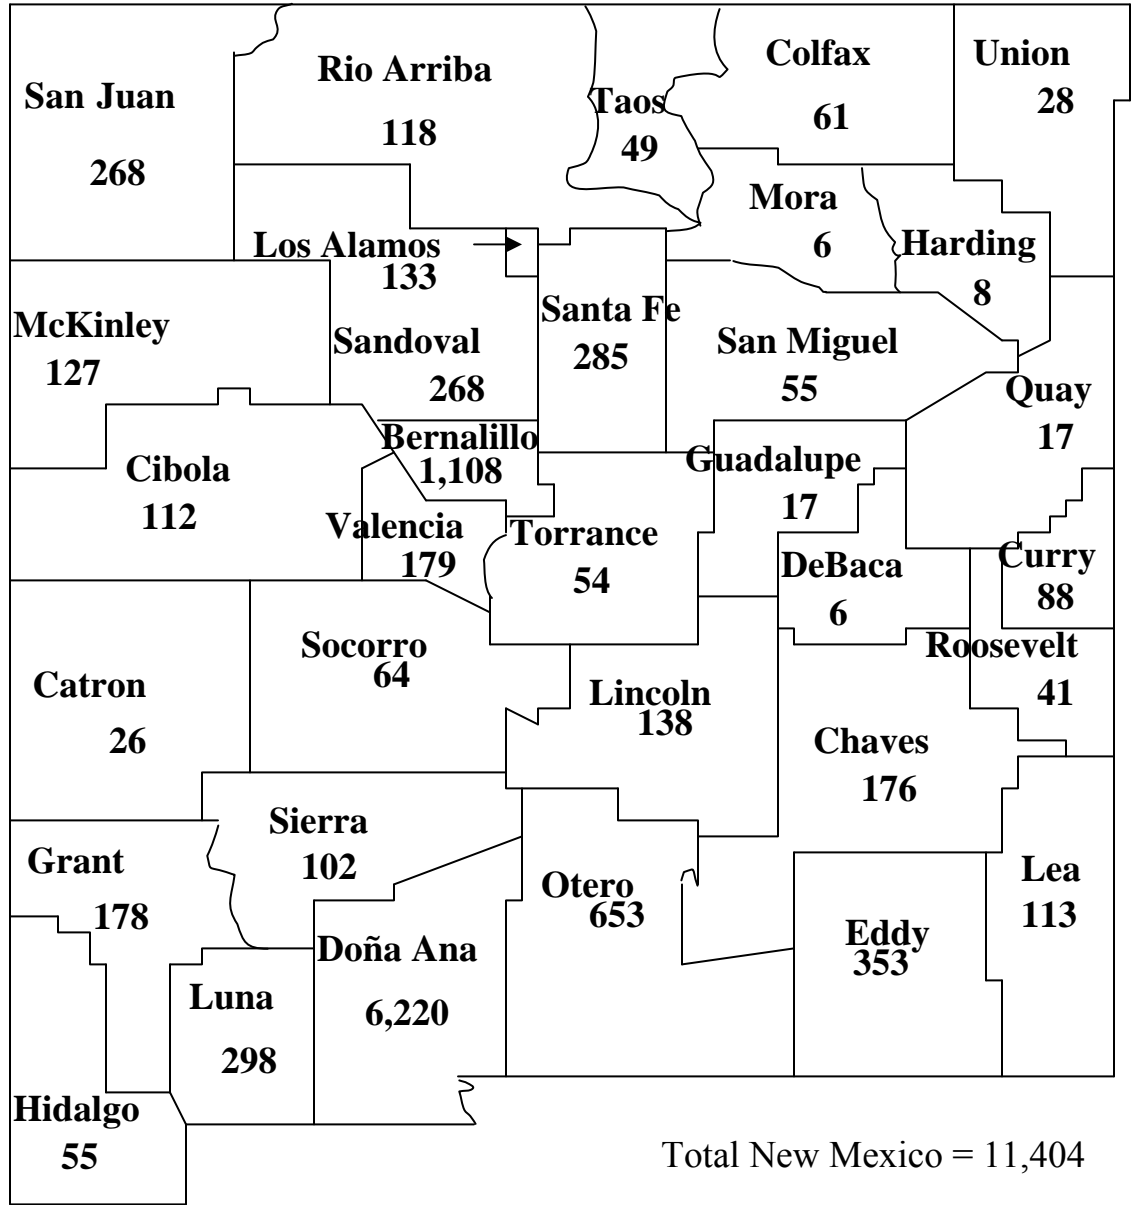 San Juan
268
Rio Arriba
118
Taos
49
Colfax
61
Union
28
Los Alamos
133
Mora
6
Harding
8
McKinley
127
Sandoval
268
Santa Fe
285
San Miguel
55
Quay
17
Cibola
112
Bernalillo
1,108
Guadalupe
17
Valencia
179
Torrance
54
DeBaca
6
Curry
88
Catron
26
Socorro
64
Lincoln
138
Roosevelt
41
Chaves
176
Grant
178
Sierra
102
Otero
653
Lea
113
Eddy
353
Luna
298
Doña Ana
6,220
Hidalgo
55
Total New Mexico = 11,404